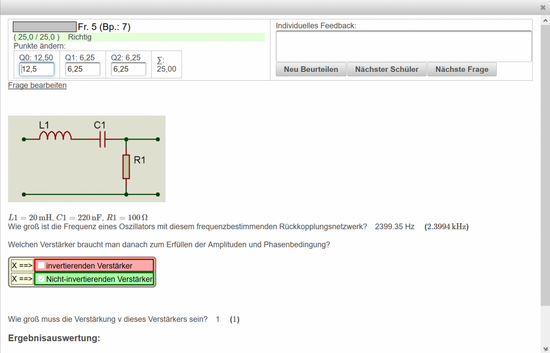 Fr. 5 (Bp.: 7)
( 25,0 / 25,0 ) Richtig
Punkte ändern:
Q0: 12,50 Q1: 6,25 Q2: 6,25 Σ:
12,5 6,25 6,25 25,00
Frage bearbeiten
Individuelles Feedback:
Neu Beurteilen Nächster Schüler Nächste Frage
L1 C1
R1
L1 = 20 mH, C1 = 220 nF, R1 = 100 Ω
Wie groß ist die Frequenz eines Oszillators mit diesem frequenzbestimmenden Rückkopplungsnetzwerk? 2399.35 Hz (2.3994 kHz)
Welchen Verstärker braucht man danach zum Erfüllen der Amplituden und Phasenbedingung?
X ==> invertierenden Verstärker
X ==> Nicht-invertierenden Verstärker
Wie groß muss die Verstärkung v dieses Verstärkers sein? 1 (1)
Ergebnisauswertung: